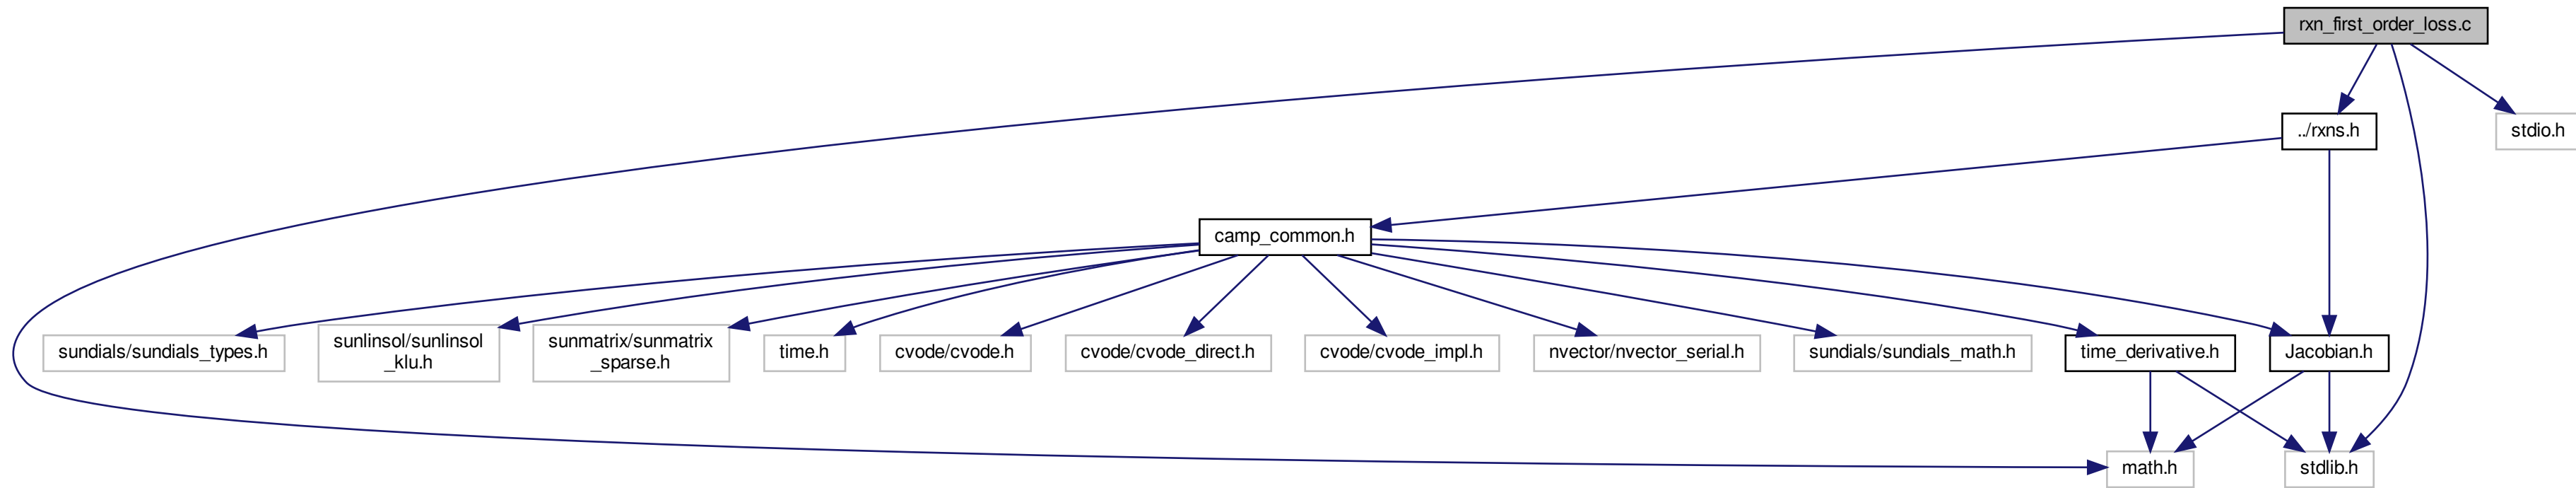 rxn_first_order_loss.c
../rxns.h
stdio.h
camp_common.h
sundials/sundials_types.h
sunlinsol/sunlinsol
_klu.h
sunmatrix/sunmatrix
_sparse.h
time.h
cvode/cvode.h
cvode/cvode_direct.h
cvode/cvode_impl.h
nvector/nvector_serial.h
sundials/sundials_math.h
time_derivative.h
Jacobian.h
math.h
stdlib.h